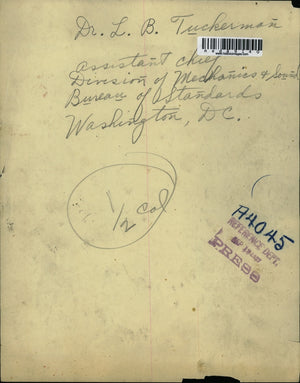 Dr. L. B. Tuckerman
assistant chief
Division of Mechanics & Sound
Bureau of Standards
Washington, D.C.
1/2 Col
A4045
REFERENCE DEPT.
PRESS